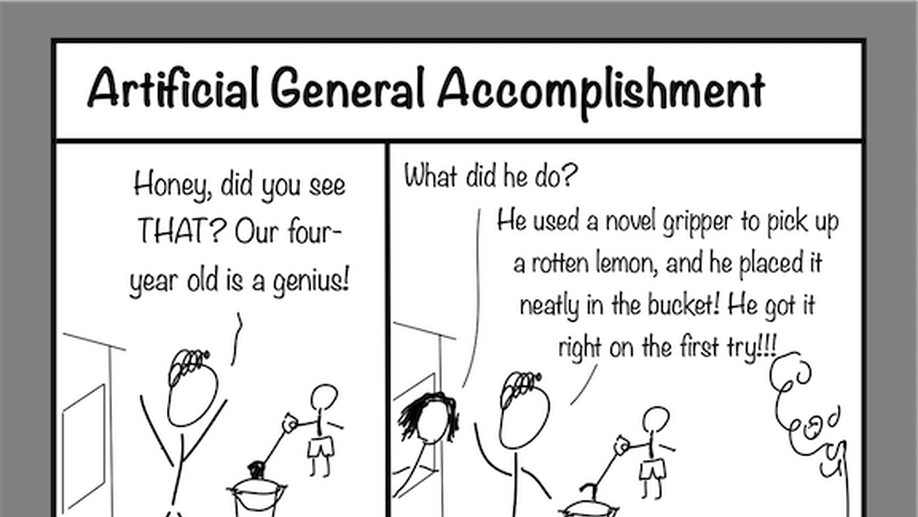 Artificial General Accomplishment
Honey, did you see
THAT? Our four-
year old is a genius!
What did he do?
He used a novel gripper to pick up
a rotten lemon, and he placed it
neatly in the bucket! He got it
right on the first try!!!